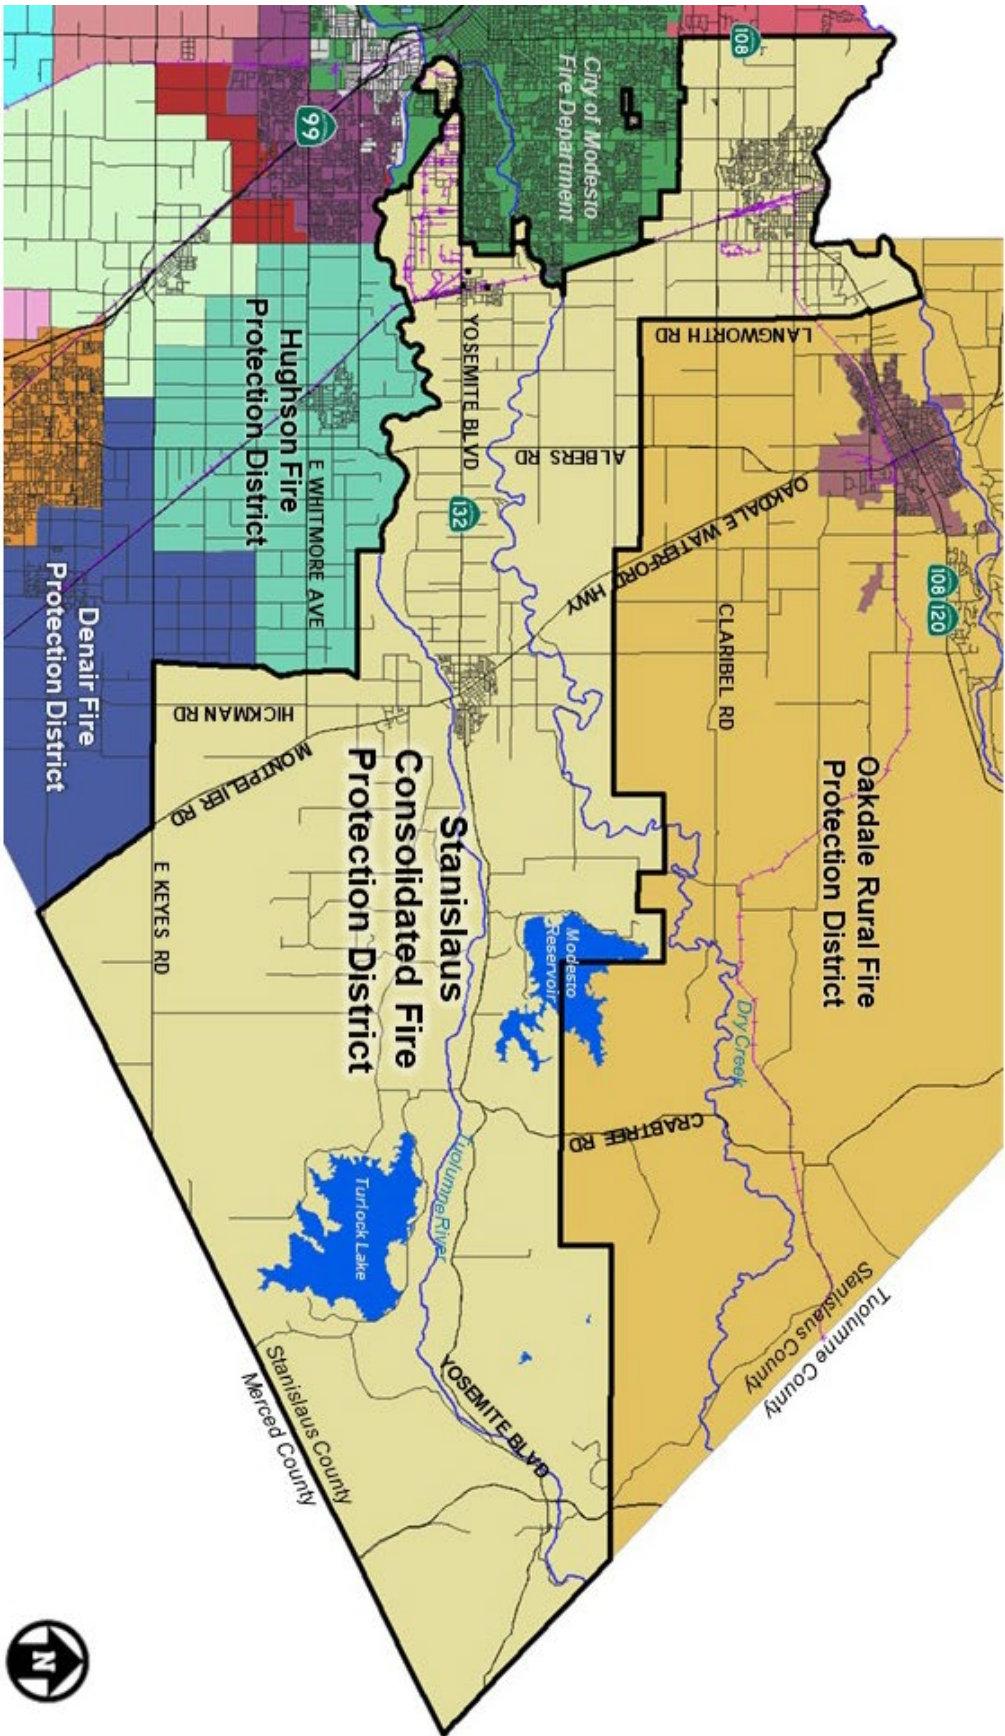 108
City of Modesto
Fire Department
99
LANGWORTH RD
YOSEMITE BLVD
Hughson Fire
Protection District
E WHITMORE AVE
ALBERS RD
132
OAKDALE WATERFORD HWY
108 120
CLARIBEL RD
Denair Fire
Protection District
HICKMAN RD
MONTPELIER RD
Oakdale Rural Fire
Protection District
Stanislaus
Consolidated Fire
Protection District
E KEYES RD
Modesto
Reservoir
Dry Creek
CRABTREE RD
Tuolumne River
Turlock Lake
Tuolumne County
Stanislaus County
Stanislaus County
Merced County
YOSEMITE BLVD
N